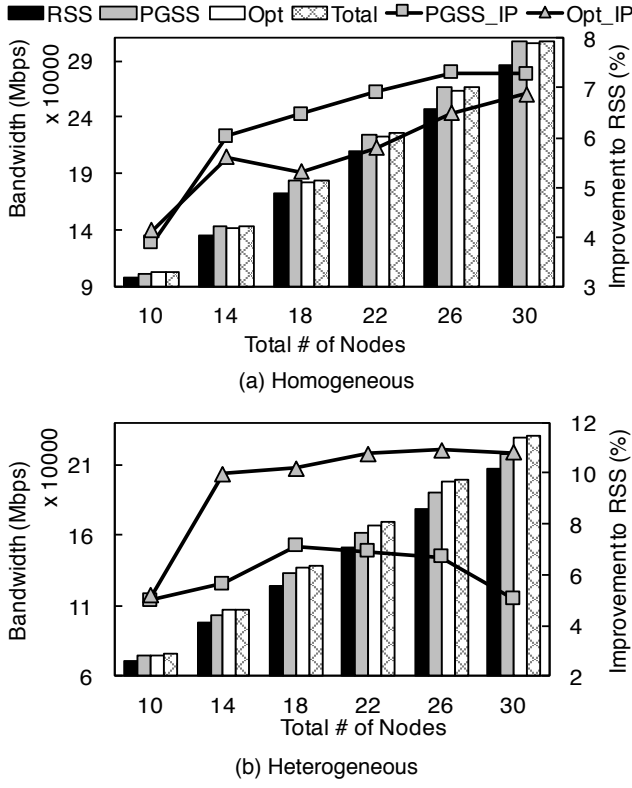 RSS PGSS Opt Total PGSS_IP Opt_IP
Bandwidth (Mbps)
x 10000
29
24
19
14
9
8
7
6
5
4
3
Improvement to RSS (%)
10 14 18 22 26 30
Total # of Nodes
(a) Homogeneous
Bandwidth (Mbps)
x 10000
21
16
11
6
12
10
8
6
4
2
Improvement to RSS (%)
10 14 18 22 26 30
Total # of Nodes
(b) Heterogeneous